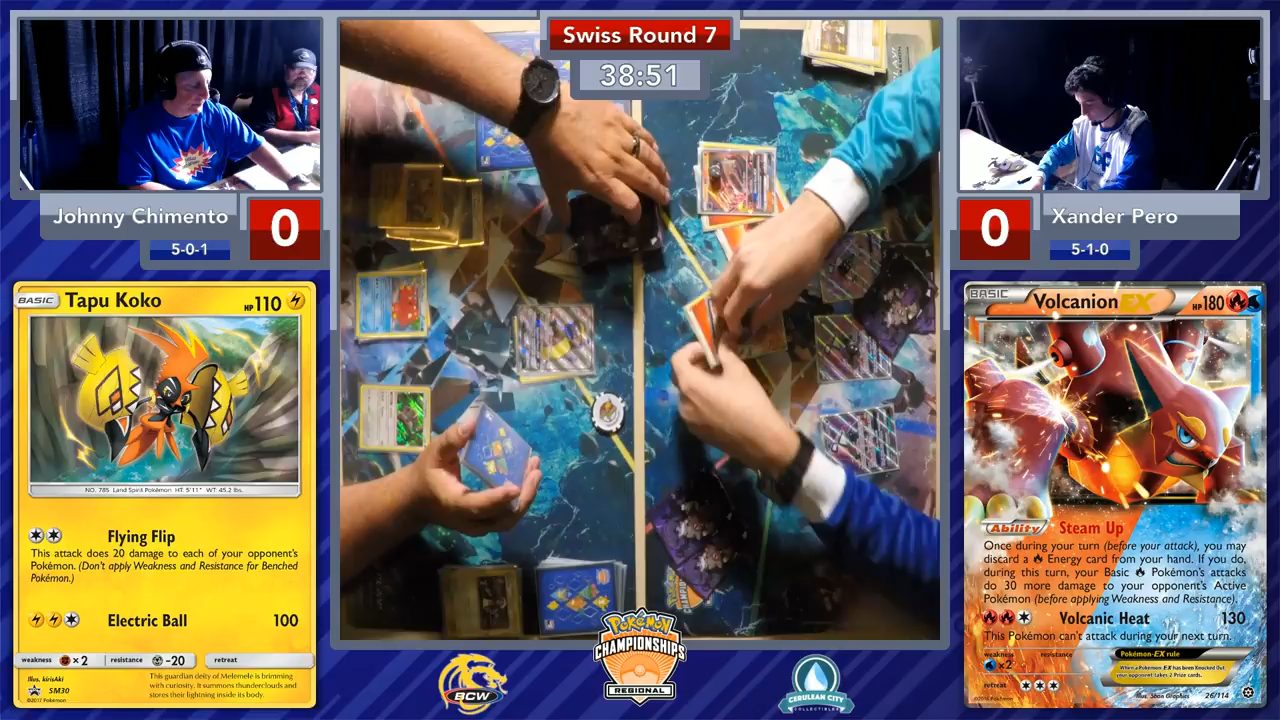 Swiss Round 7
38:51
Johnny Chimento
0
5-0-1
0
Xander Pero
5-1-0
BASIC
Tapu Koko
HP110
NO. 785 Land Spirit Pokémon HT: 5'11" WT: 45.2 lbs.
Flying Flip
This attack does 20 damage to each of your opponent's
Pokémon. (Don't apply Weakness and Resistance for Benched
Pokémon.)
Electric Ball 100
weakness ×2 resistance -20 retreat
Illus. kirisAki
SM30
©2017 Pokémon
This guardian deity of Melemele is brimming
with curiosity. It summons thunderclouds and
stores their lightning inside its body.
BASIC
Volcanion EX
HP180
Ability Steam Up
Once during your turn (before your attack), you may
discard a Energy card from your hand. If you do,
during this turn, your Basic Pokémon's attacks
do 30 more damage to your opponent's Active
Pokémon (before applying Weakness and Resistance).
Volcanic Heat 130
This Pokémon can't attack during your next turn.
weakness
resistance
×2
Pokémon-EX rule
When a Pokémon-EX has been Knocked Out,
your opponent takes 2 Prize cards.
retreat
26/114
BCW
Pokémon
CHAMPIONSHIPS
REGIONAL
CERULEAN CITY
COLLECTIBLES